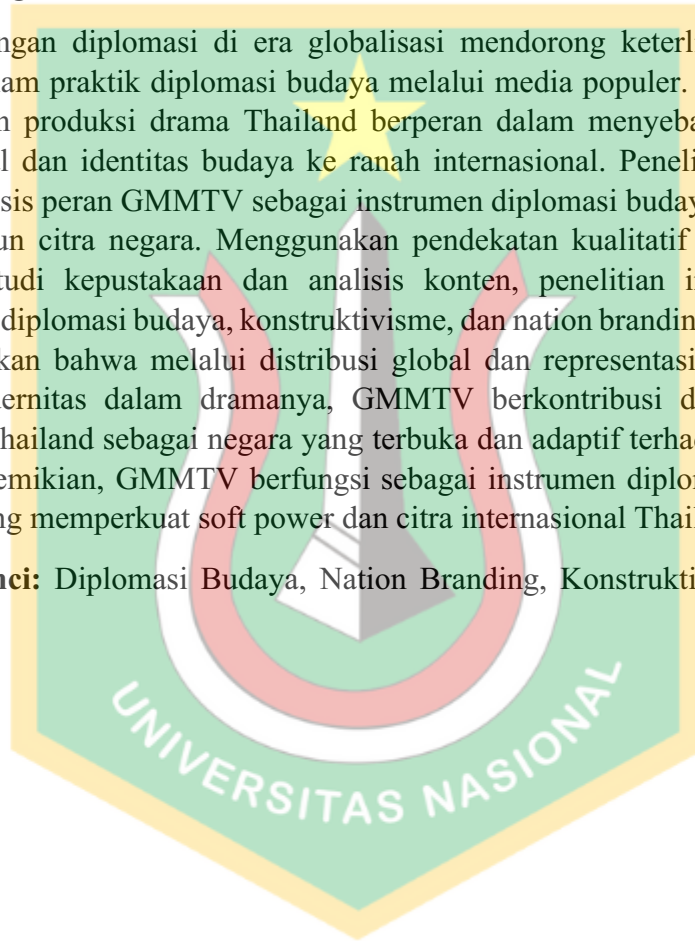 ngan diplomasi di era globalisasi mendorong keterl
lam praktik diplomasi budaya melalui media populer.
n produksi drama Thailand berperan dalam menyeba
l dan identitas budaya ke ranah internasional. Peneli
sis peran GMMTV sebagai instrumen diplomasi buday
un citra negara. Menggunakan pendekatan kualitatif
tudi kepustakaan dan analisis konten, penelitian i
diplomasi budaya, konstruktivisme, dan nation brandin
kan bahwa melalui distribusi global dan representasi
dernitas dalam dramanya, GMMTV berkontribusi d
Thailand sebagai negara yang terbuka dan adaptif terhad
emikian, GMMTV berfungsi sebagai instrumen diplom
ng memperkuat soft power dan citra internasional Thail
nci: Diplomasi Budaya, Nation Branding, Konstrukti
UNIVERSITAS NASIONAL